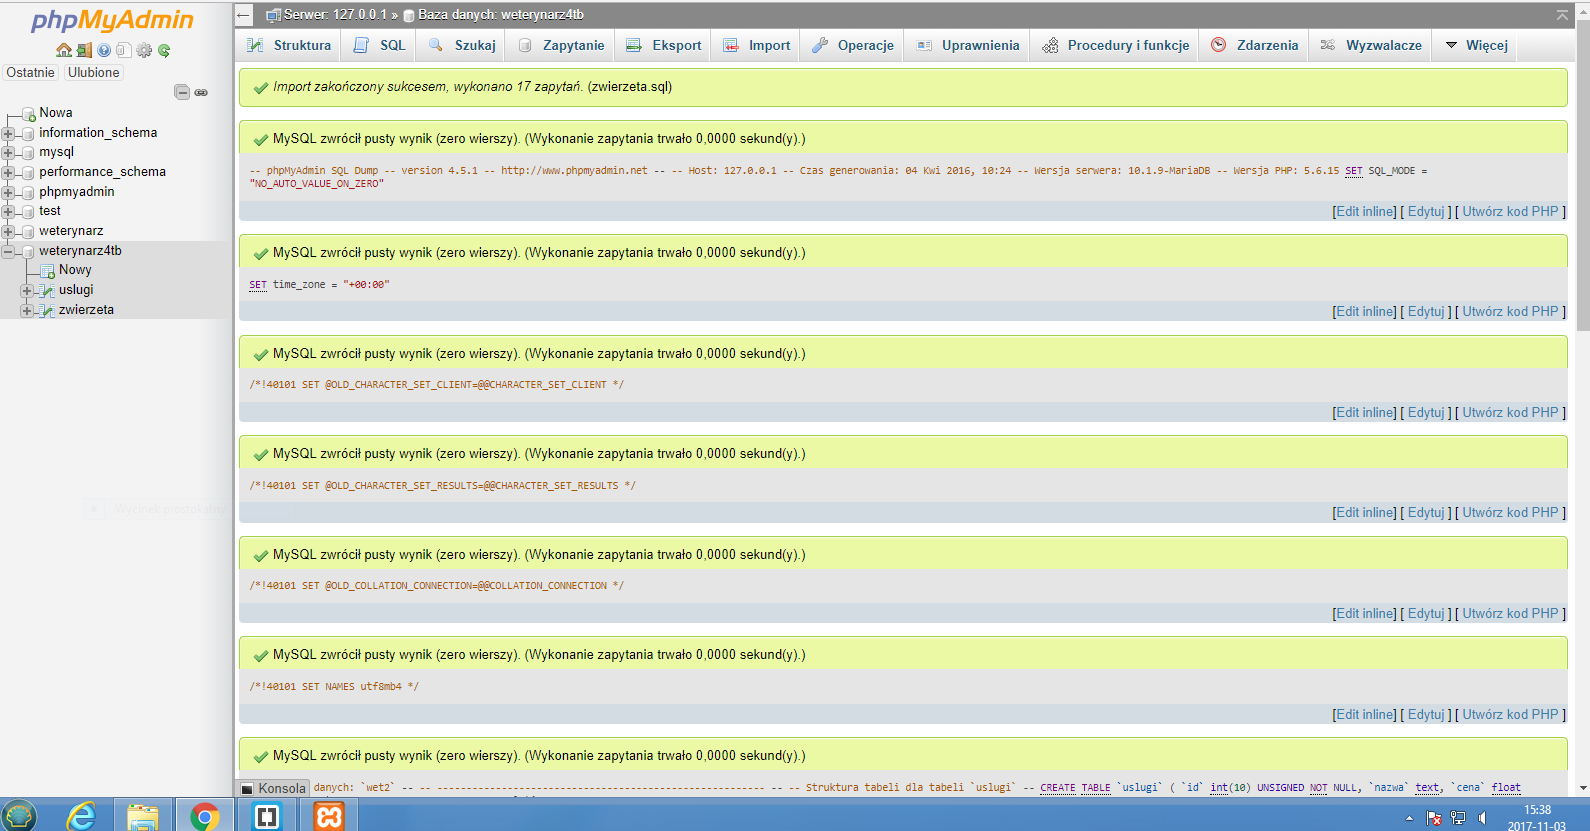 phpMyAdmin
Ostatnie Ulubione
Nowa
information_schema
mysql
performance_schema
phpmyadmin
test
weterynarz
weterynarz4tb
Nowy
uslugi
zwierzeta
Serwer: 127.0.0.1 » Baza danych: weterynarz4tb
Struktura SQL Szukaj Zapytanie Eksport Import Operacje Uprawnienia Procedury i funkcje Zdarzenia Wyzwalacze Więcej
Import zakończony sukcesem, wykonano 17 zapytań. (zwierzeta.sql)
MySQL zwrócił pusty wynik (zero wierszy). (Wykonanie zapytania trwało 0,0000 sekund(y).)
-- phpMyAdmin SQL Dump -- version 4.5.1 -- http://www.phpmyadmin.net -- -- Host: 127.0.0.1 -- Czas generowania: 04 Kwi 2016, 10:24 -- Wersja serwera: 10.1.9-MariaDB -- Wersja PHP: 5.6.15 SET SQL_MODE =
"NO_AUTO_VALUE_ON_ZERO"
[Edit inline] [ Edytuj ] [ Utwórz kod PHP ]
MySQL zwrócił pusty wynik (zero wierszy). (Wykonanie zapytania trwało 0,0000 sekund(y).)
SET time_zone = "+00:00"
[Edit inline] [ Edytuj ] [ Utwórz kod PHP ]
MySQL zwrócił pusty wynik (zero wierszy). (Wykonanie zapytania trwało 0,0000 sekund(y).)
/*!40101 SET @OLD_CHARACTER_SET_CLIENT=@@CHARACTER_SET_CLIENT */
[Edit inline] [ Edytuj ] [ Utwórz kod PHP ]
MySQL zwrócił pusty wynik (zero wierszy). (Wykonanie zapytania trwało 0,0000 sekund(y).)
/*!40101 SET @OLD_CHARACTER_SET_RESULTS=@@CHARACTER_SET_RESULTS */
[Edit inline] [ Edytuj ] [ Utwórz kod PHP ]
MySQL zwrócił pusty wynik (zero wierszy). (Wykonanie zapytania trwało 0,0000 sekund(y).)
/*!40101 SET @OLD_COLLATION_CONNECTION=@@COLLATION_CONNECTION */
[Edit inline] [ Edytuj ] [ Utwórz kod PHP ]
MySQL zwrócił pusty wynik (zero wierszy). (Wykonanie zapytania trwało 0,0000 sekund(y).)
/*!40101 SET NAMES utf8mb4 */
[Edit inline] [ Edytuj ] [ Utwórz kod PHP ]
MySQL zwrócił pusty wynik (zero wierszy). (Wykonanie zapytania trwało 0,0000 sekund(y).)
Konsola danych: `wet2` -- -- -------------------------------------------------------- -- -- Struktura tabeli dla tabeli `uslugi` -- CREATE TABLE `uslugi` ( `id` int(10) UNSIGNED NOT NULL, `nazwa` text, `cena` float
15:38
2017-11-03